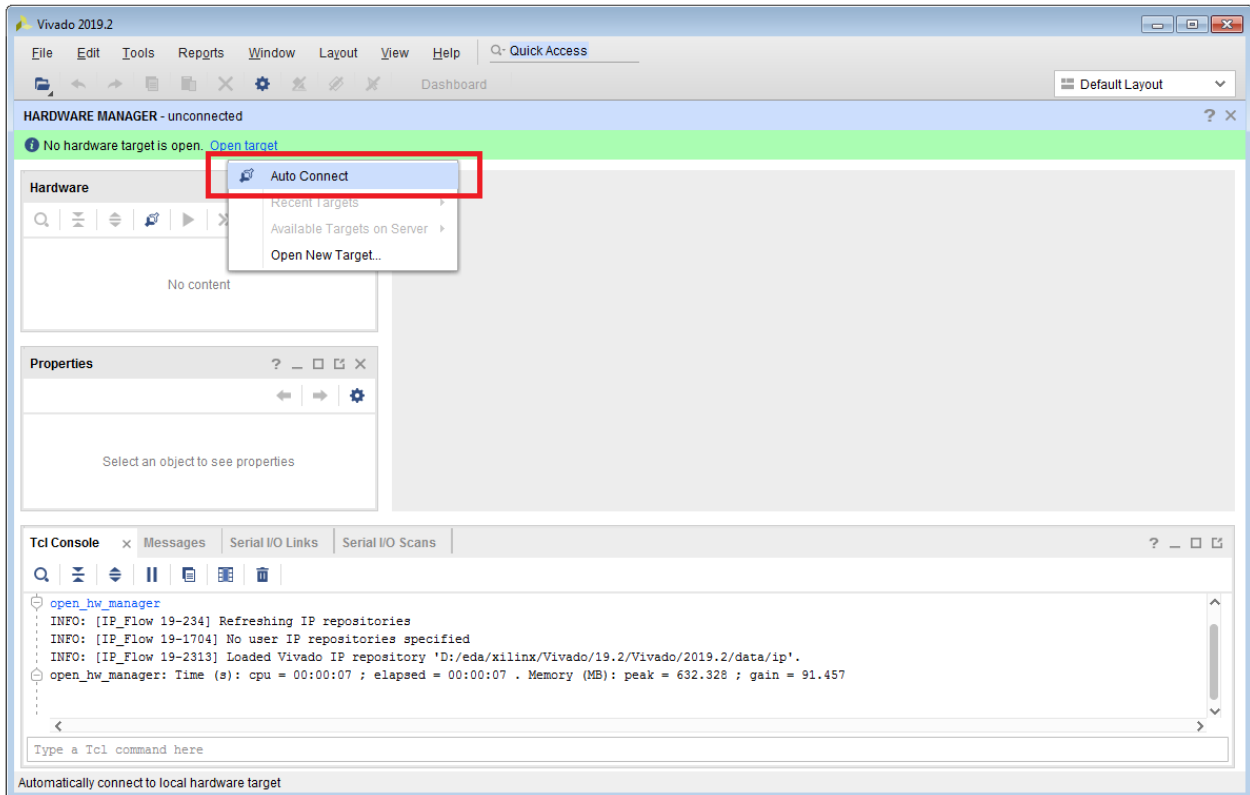 Vivado 2019.2
File Edit Tools Reports Window Layout View Help Quick Access
Dashboard Default Layout
HARDWARE MANAGER - unconnected
No hardware target is open. Open target
Auto Connect
Recent Targets
Available Targets on Server
Open New Target...
Hardware
No content
Properties
Select an object to see properties
Tcl Console Messages Serial I/O Links Serial I/O Scans
open_hw_manager
INFO: [IP_Flow 19-234] Refreshing IP repositories
INFO: [IP_Flow 19-1704] No user IP repositories specified
INFO: [IP_Flow 19-2313] Loaded Vivado IP repository 'D:/eda/xilinx/Vivado/19.2/Vivado/2019.2/data/ip'.
open_hw_manager: Time (s): cpu = 00:00:07 ; elapsed = 00:00:07 . Memory (MB): peak = 632.328 ; gain = 91.457
Type a Tcl command here
Automatically connect to local hardware target